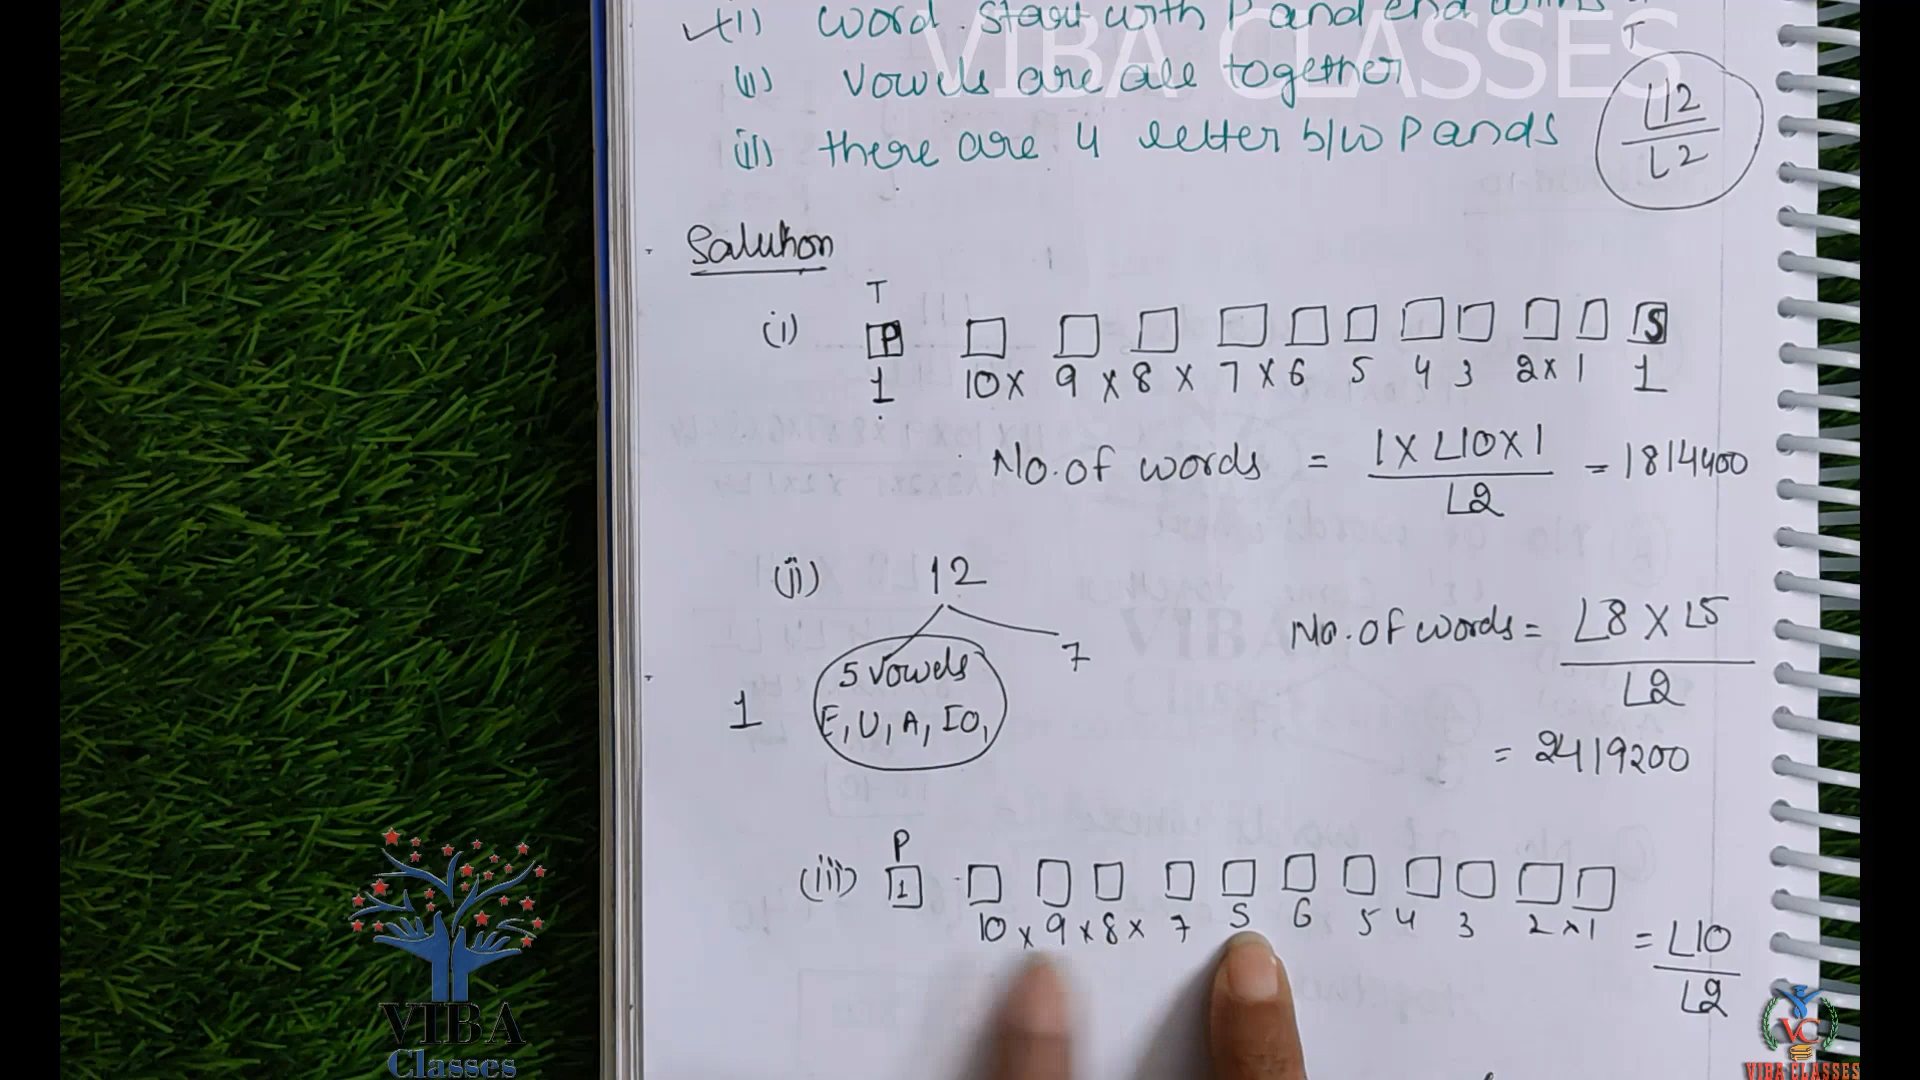 (i) word start with P and end with s
VIBA CLASSES
T
(ii) vowels are all together
(iii) there are 4 letter b/w P and S
L12
L2
Solution
T
(i) P S
1 10 x 9 x 8 x 7 x 6 5 4 3 2 x 1 1
No. of words = 1 x L10 x 1 / L2 = 1814400
(ii) 12
5 vowels 7
1 E, U, A, I O,
No. of words = L8 x L5
L2
= 2419200
P
(iii) 1
10 x 9 x 8 x 7 S 6 5 4 3 2 x 1 = L10
L2
VIBA
Classes
VC
VIBA CLASSES